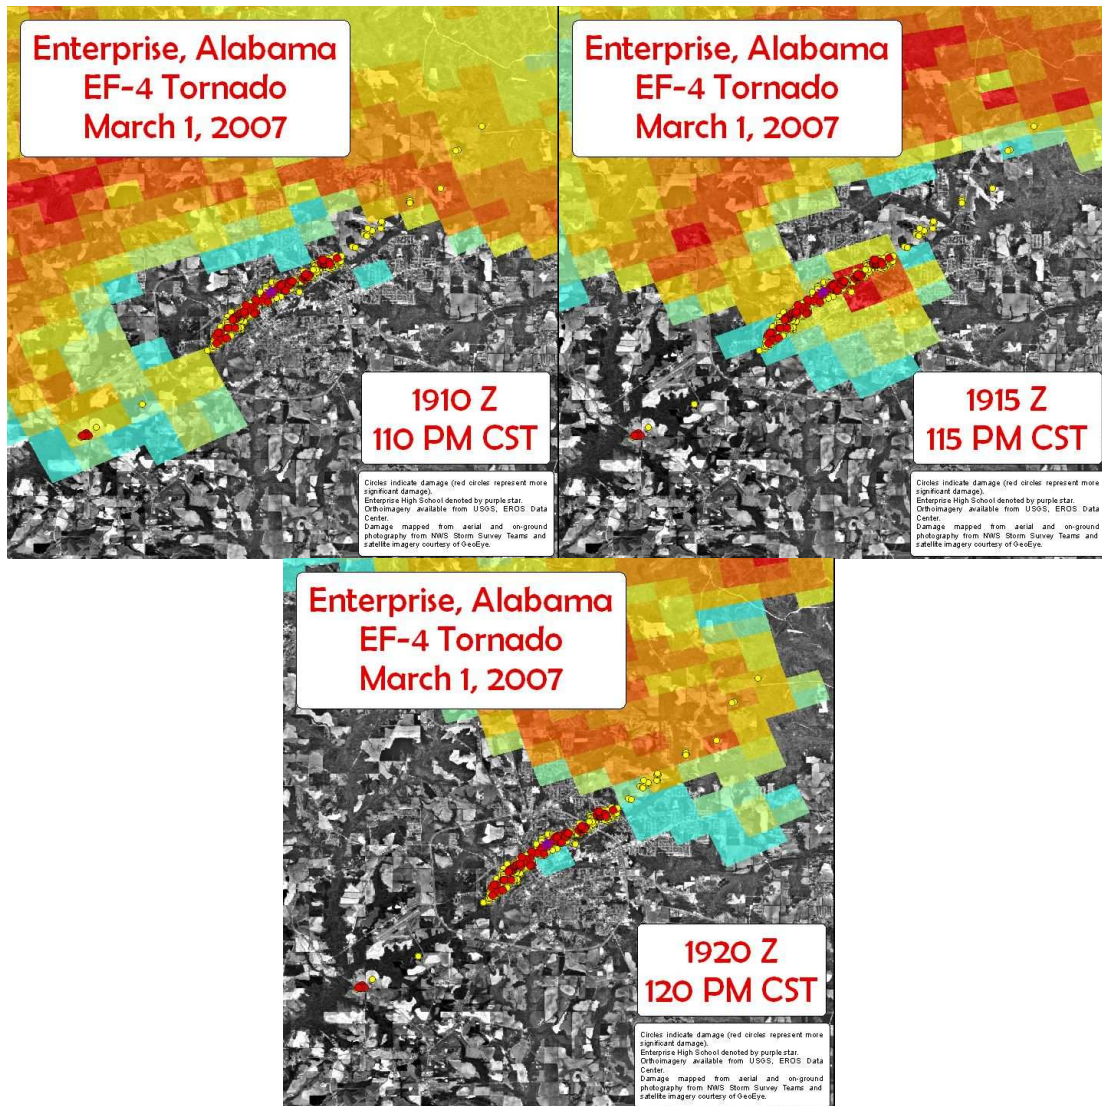 Enterprise, Alabama
EF-4 Tornado
March 1, 2007
1910 Z
110 PM CST
Circles indicate damage (red circles represent more
significant damage).
Enterprise High School denoted by purple star.
Orthoimagery available from USGS, EROS Data
Center.
Damage mapped from aerial and on-ground
photography from NWS Storm Survey Teams and
satellite imagery courtesy of GeoEye.
Enterprise, Alabama
EF-4 Tornado
March 1, 2007
1915 Z
115 PM CST
Circles indicate damage (red circles represent more
significant damage).
Enterprise High School denoted by purple star.
Orthoimagery available from USGS, EROS Data
Center.
Damage mapped from aerial and on-ground
photography from NWS Storm Survey Teams and
satellite imagery courtesy of GeoEye.
Enterprise, Alabama
EF-4 Tornado
March 1, 2007
1920 Z
120 PM CST
Circles indicate damage (red circles represent more
significant damage).
Enterprise High School denoted by purple star.
Orthoimagery available from USGS, EROS Data
Center.
Damage mapped from aerial and on-ground
photography from NWS Storm Survey Teams and
satellite imagery courtesy of GeoEye.